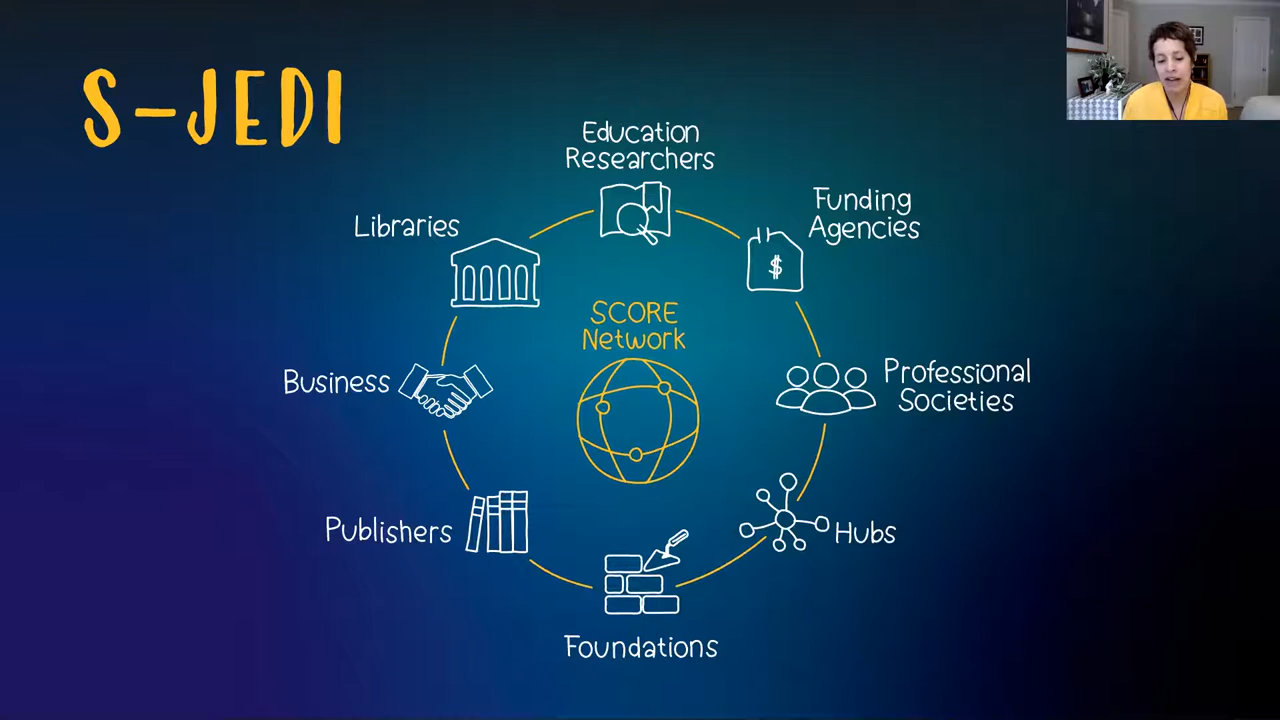 S-JEDI
Education
Researchers
Funding
Agencies
Libraries
$
SCORE
Network
Business
Professional
Societies
Publishers
Hubs
Foundations